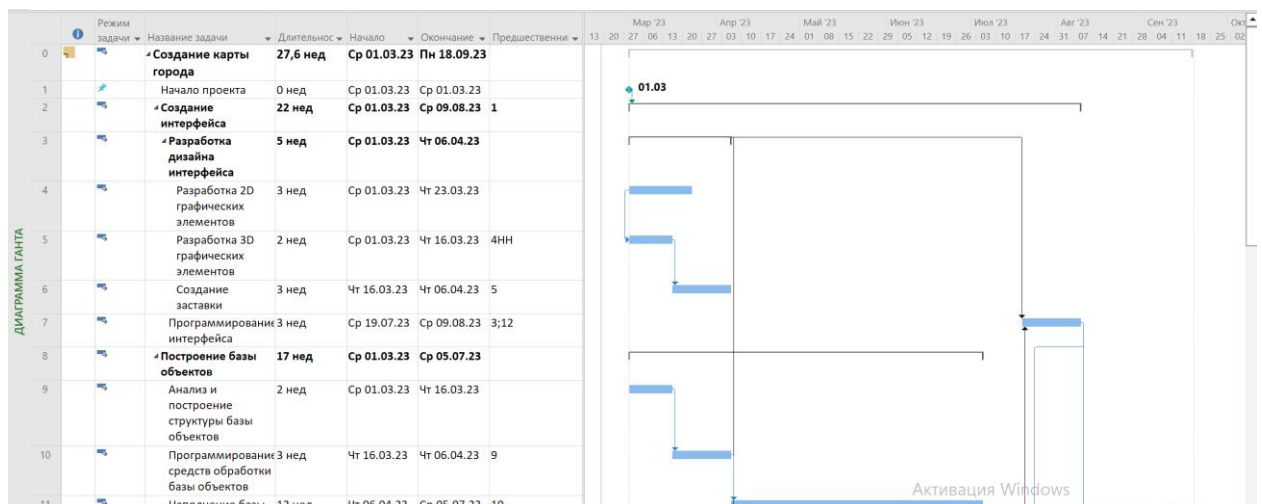 Режим
задачи Название задачи Длительнос Начало Окончание Предшественни
Мар '23 Апр '23 Май '23 Июн '23 Июл '23 Авг '23 Сен '23 Окт
13 20 27 06 13 20 27 03 10 17 24 01 08 15 22 29 05 12 19 26 03 10 17 24 31 07 14 21 28 04 11 18 25 02
0 Создание карты города 27,6 нед Ср 01.03.23 Пн 18.09.23
1 Начало проекта 0 нед Ср 01.03.23 Ср 01.03.23
01.03
2 Создание интерфейса 22 нед Ср 01.03.23 Ср 09.08.23 1
3 Разработка дизайна интерфейса 5 нед Ср 01.03.23 Чт 06.04.23
4 Разработка 2D графических элементов 3 нед Ср 01.03.23 Чт 23.03.23
5 Разработка 3D графических элементов 2 нед Ср 01.03.23 Чт 16.03.23 4НН
6 Создание заставки 3 нед Чт 16.03.23 Чт 06.04.23 5
7 Программирование интерфейса 3 нед Ср 19.07.23 Ср 09.08.23 3;12
8 Построение базы объектов 17 нед Ср 01.03.23 Ср 05.07.23
9 Анализ и построение структуры базы объектов 2 нед Ср 01.03.23 Чт 16.03.23
10 Программирование средств обработки базы объектов 3 нед Чт 16.03.23 Чт 06.04.23 9
ДИАГРАММА ГАНТА
Активация Windows